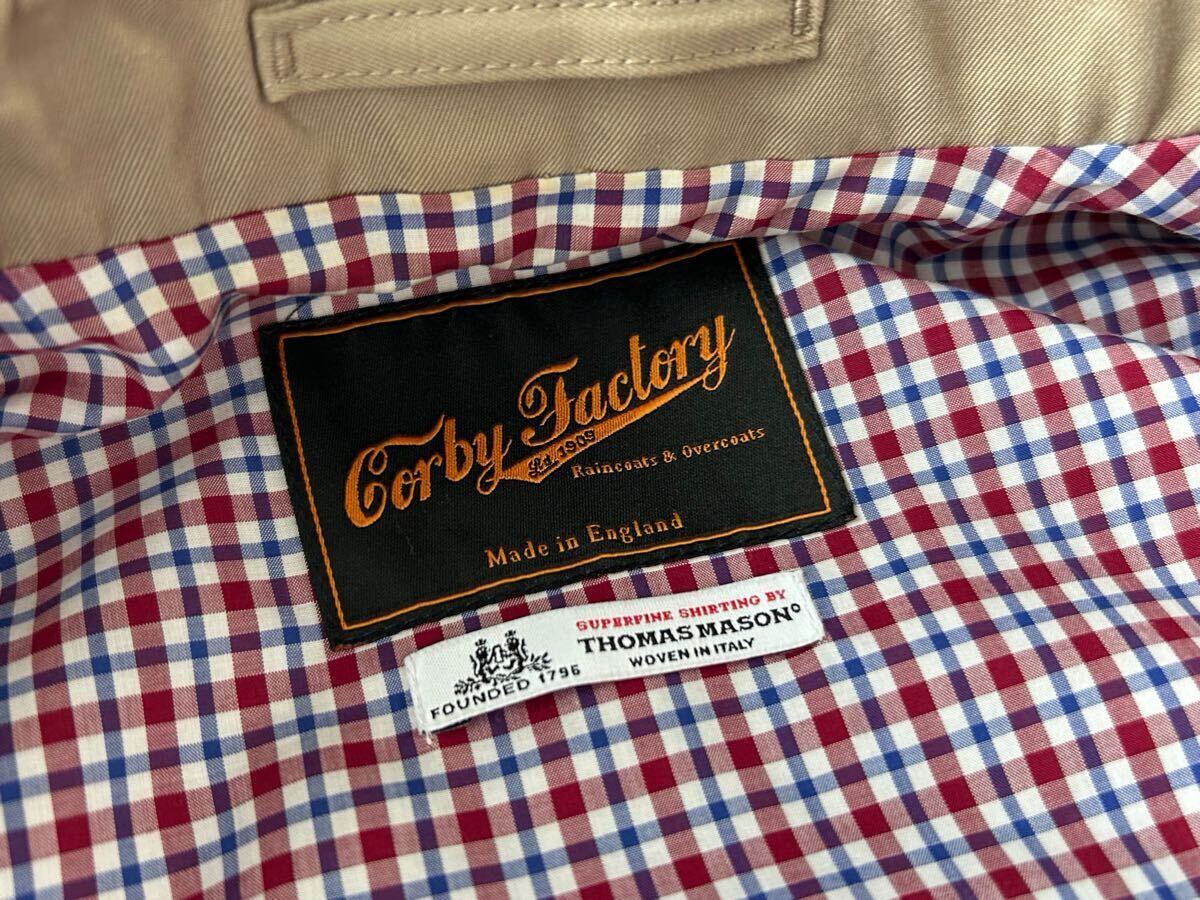 Corby Factory
Est. 1909
Raincoats & Overcoats
Made in England
SUPERFINE SHIRTING BY
THOMAS MASON°
WOVEN IN ITALY
FOUNDED 1796